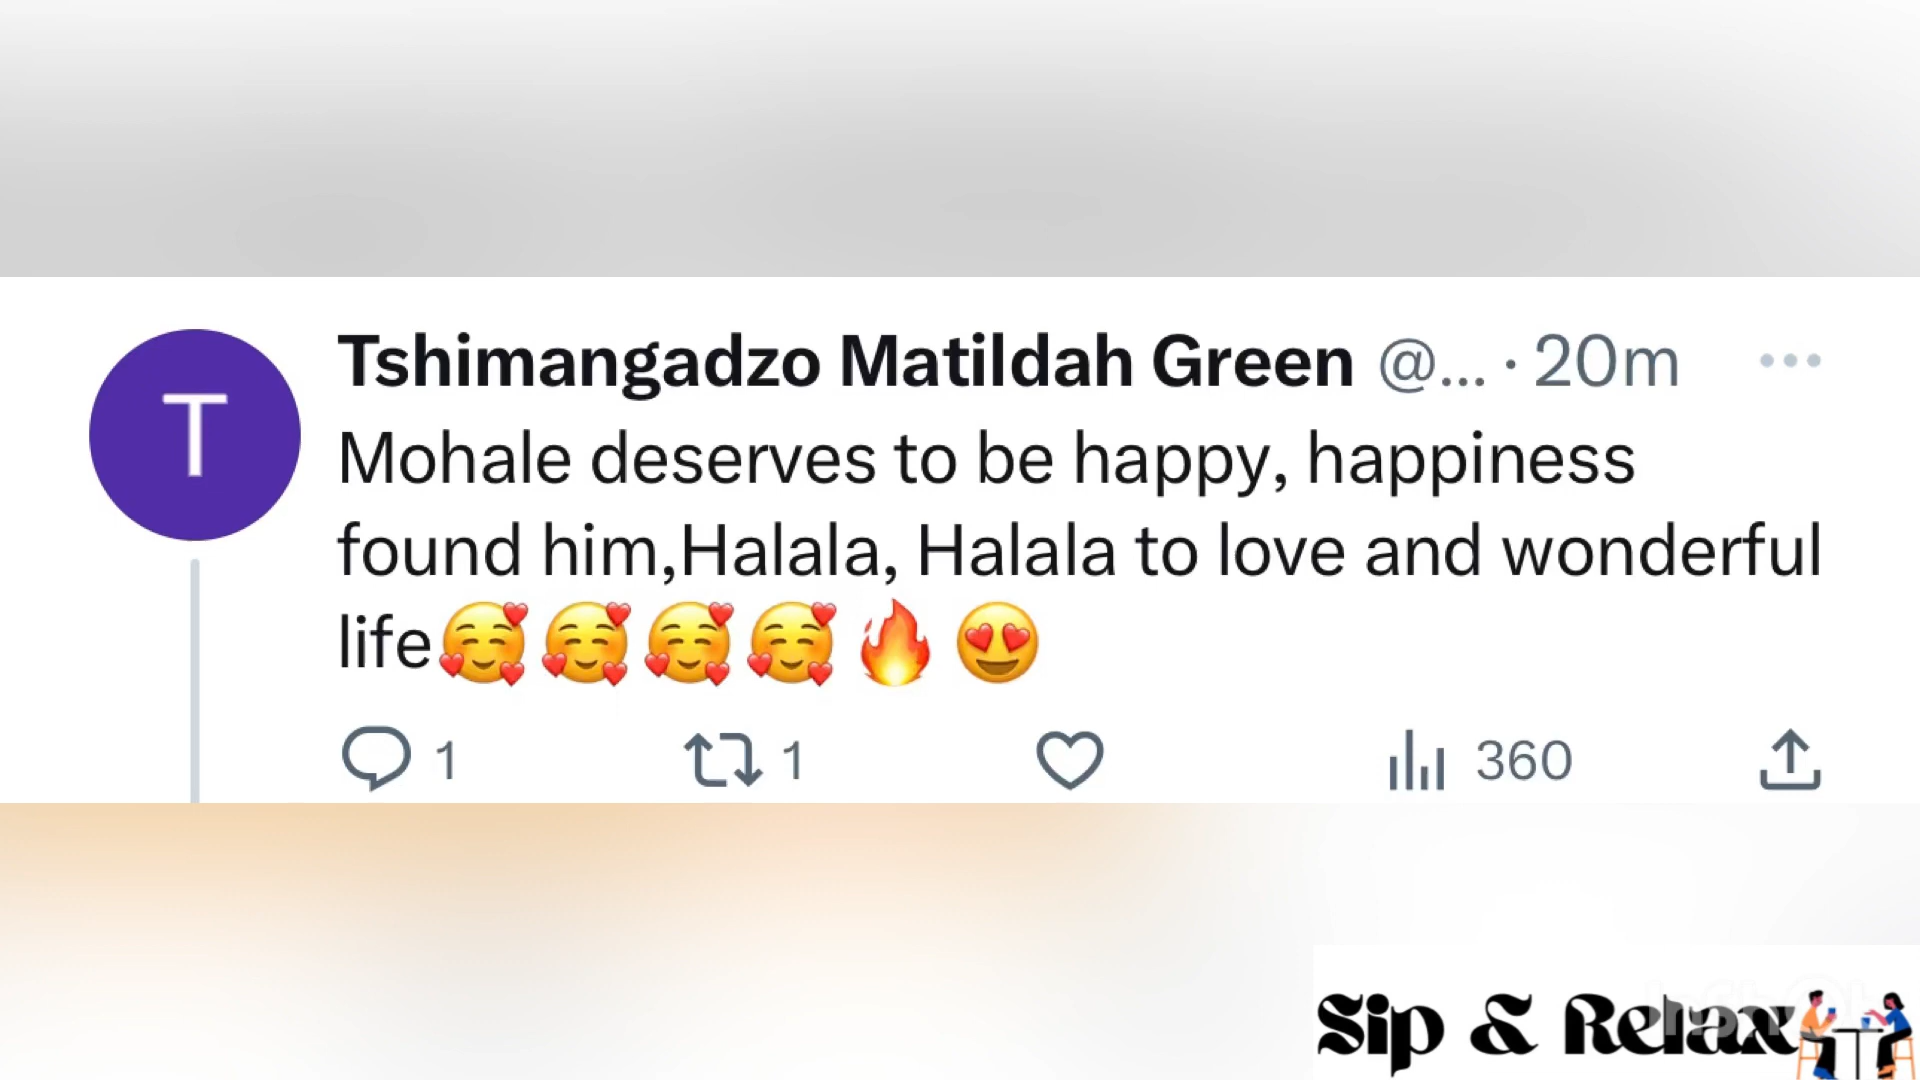 T
Tshimangadzo Matildah Green @... · 20m
Mohale deserves to be happy, happiness
found him,Halala, Halala to love and wonderful
life🥰🥰🥰🥰🔥😍
1 1 360
Sip & Relax